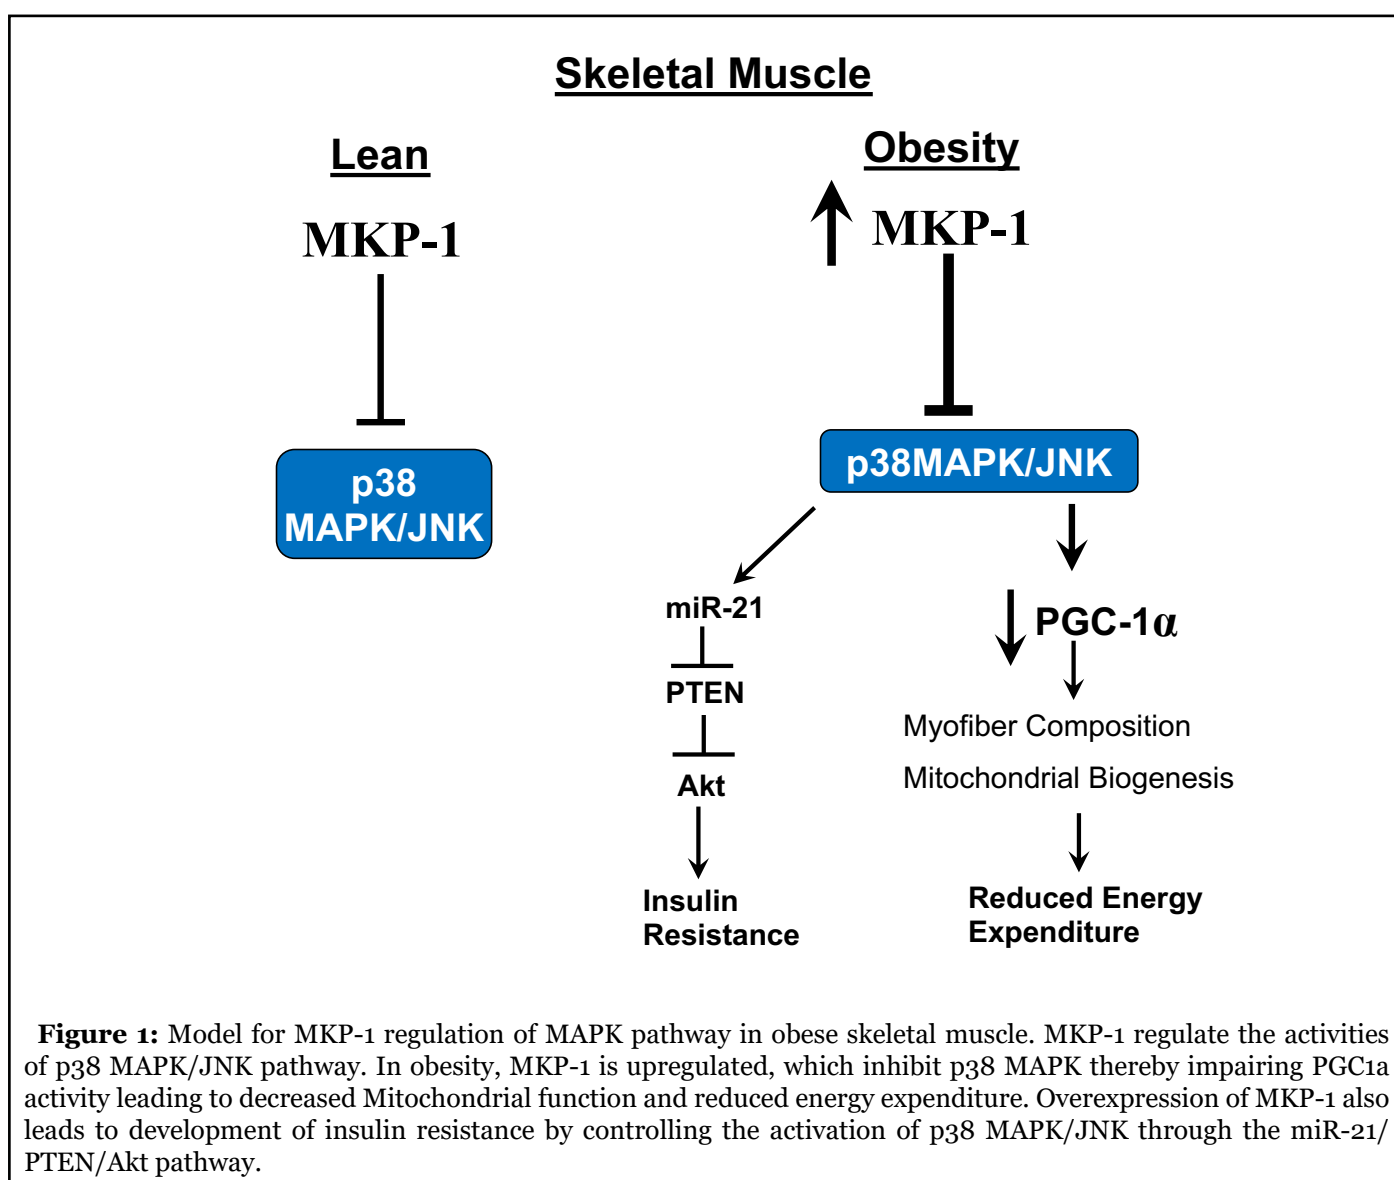 Skeletal Muscle
Lean
MKP-1
p38
MAPK/JNK
Obesity
MKP-1
p38MAPK/JNK
miR-21
PTEN
Akt
Insulin
Resistance
PGC-1α
Myofiber Composition
Mitochondrial Biogenesis
Reduced Energy
Expenditure
Figure 1: Model for MKP-1 regulation of MAPK pathway in obese skeletal muscle. MKP-1 regulate the activities
of p38 MAPK/JNK pathway. In obesity, MKP-1 is upregulated, which inhibit p38 MAPK thereby impairing PGC1a
activity leading to decreased Mitochondrial function and reduced energy expenditure. Overexpression of MKP-1 also
leads to development of insulin resistance by controlling the activation of p38 MAPK/JNK through the miR-21/
PTEN/Akt pathway.